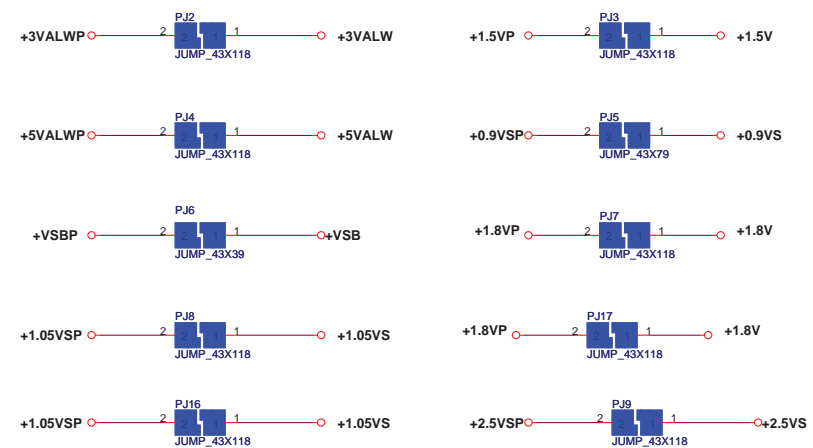 PJ2
+3VALWP 2 2 1 1 +3VALW
JUMP_43X118
PJ3
+1.5VP 2 2 1 1 +1.5V
JUMP_43X118
PJ4
+5VALWP 2 2 1 1 +5VALW
JUMP_43X118
PJ5
+0.9VSP 2 2 1 1 +0.9VS
JUMP_43X79
PJ6
+VSBP 2 2 1 1 +VSB
JUMP_43X39
PJ7
+1.8VP 2 2 1 1 +1.8V
JUMP_43X118
PJ8
+1.05VSP 2 2 1 1 +1.05VS
JUMP_43X118
PJ17
+1.8VP 2 2 1 1 +1.8V
JUMP_43X118
PJ16
+1.05VSP 2 2 1 1 +1.05VS
JUMP_43X118
PJ9
+2.5VSP 2 2 1 1 +2.5VS
JUMP_43X118